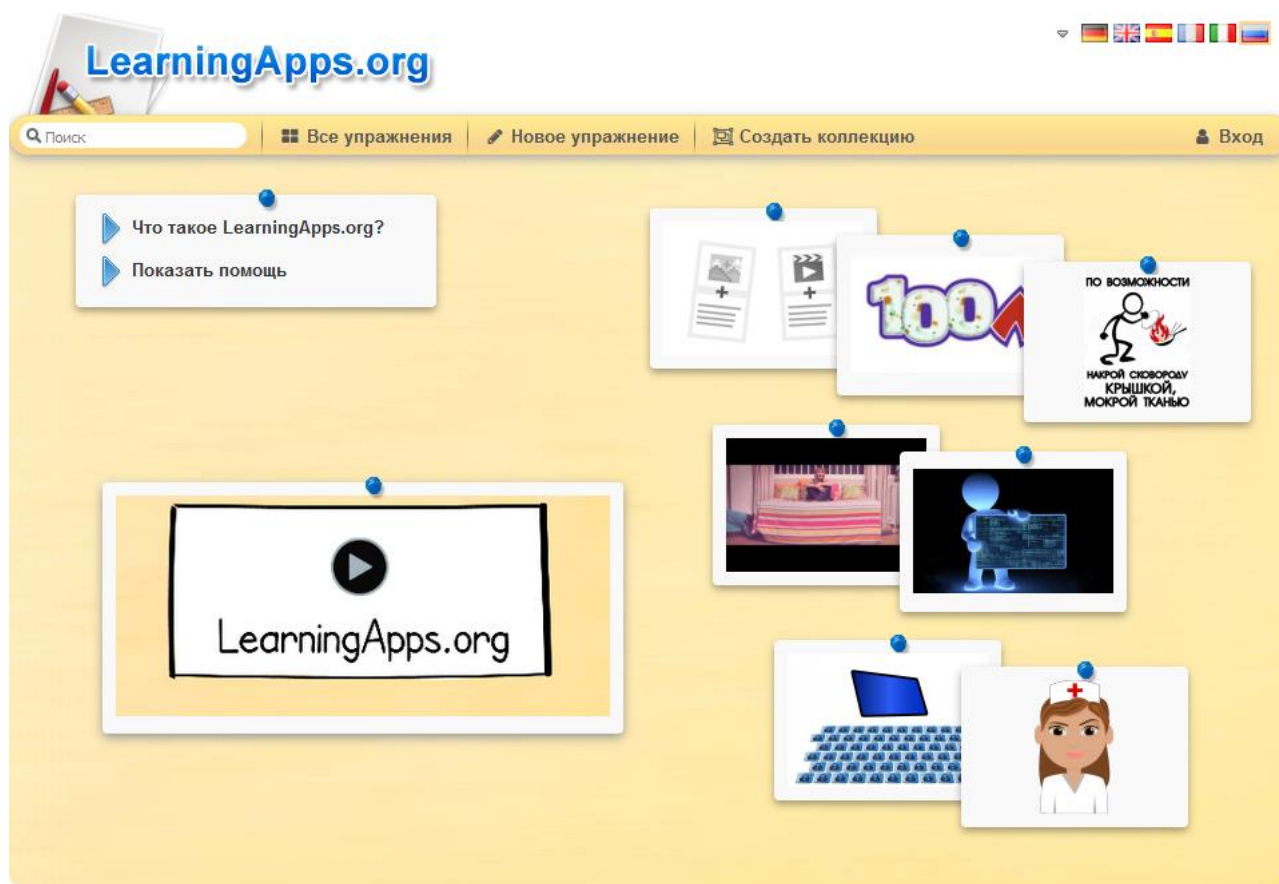 LearningApps.org
Поиск
Все упражнения
Новое упражнение
Создать коллекцию
Вход
Что такое LearningApps.org?
Показать помощь
100Л
ПО ВОЗМОЖНОСТИ
НАКРОЙ СКОВОРОДУ
КРЫШКОЙ,
МОКРОЙ ТКАНЬЮ
LearningApps.org